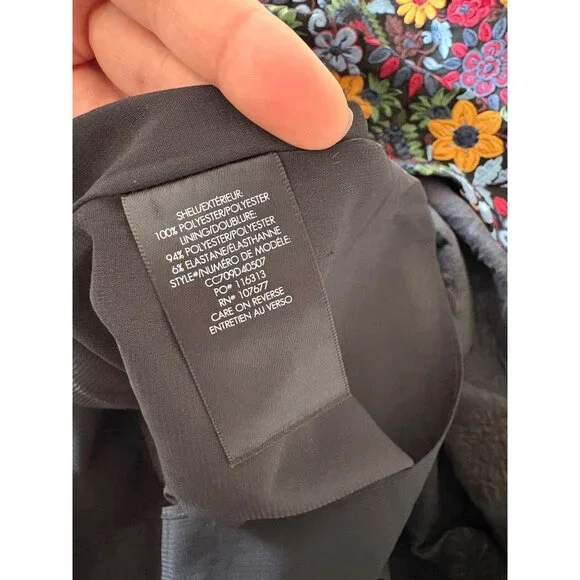 SHELL/EXTÉRIEUR:
100% POLYESTER/POLYESTER
LINING/DOUBLURE:
94% POLYESTER/POLYESTER
6% ELASTANE/ÉLASTHANNE
STYLE#/NUMÉRO DE MODÈLE:
CC709D40507
PO# 116313
RN# 107677
CARE ON REVERSE
ENTRETIEN AU VERSO